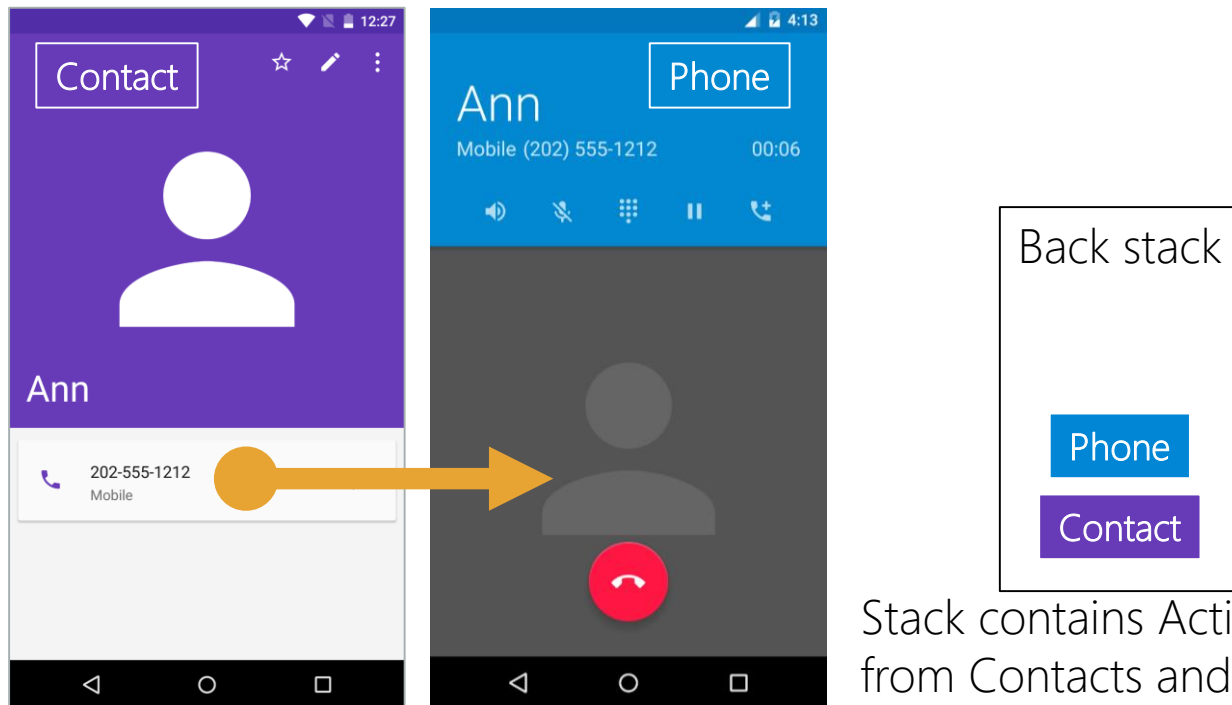 12:27
Contact
Ann
202-555-1212
Mobile
4:13
Phone
Ann
Mobile (202) 555-1212 00:06
Back stack
Phone
Contact
Stack contains Acti
from Contacts and